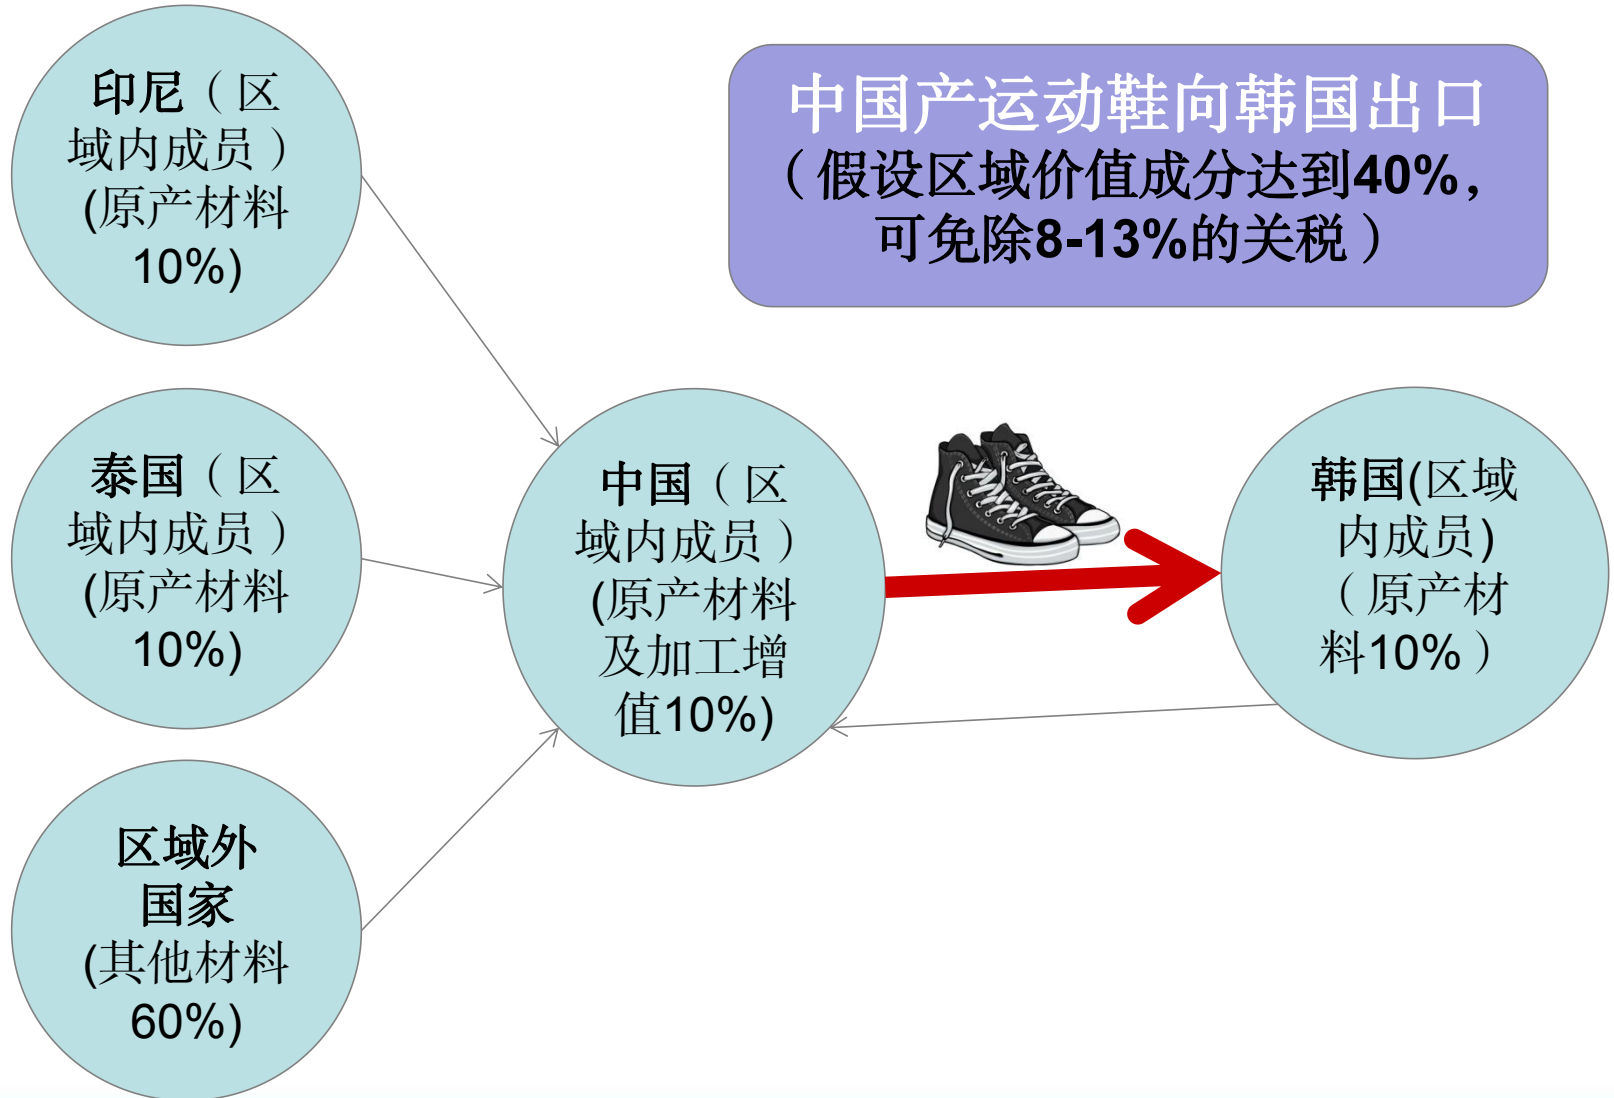 印尼（区
域内成员）
(原产材料
10%)
中国产运动鞋向韩国出口
（假设区域价值成分达到40%，
可免除8-13%的关税）
泰国（区
域内成员）
(原产材料
10%)
中国（区
域内成员）
(原产材料
及加工增
值10%)
韩国(区域
内成员)
（原产材
料10%）
区域外
国家
(其他材料
60%)